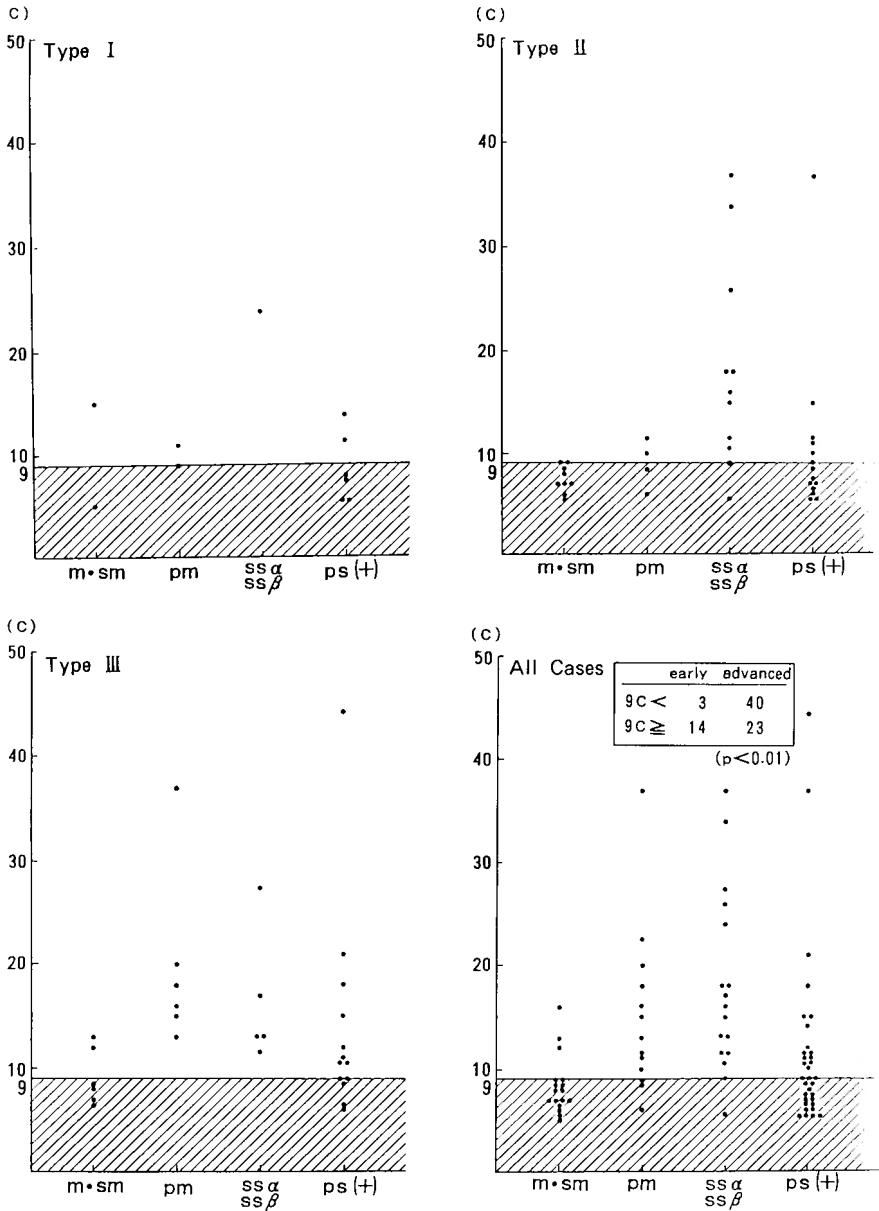 C)
50
Type I
40
30
20
10
9
m•sm
pm
ss α
ss β
ps (+)
(C)
50
Type II
40
30
20
10
9
m•sm
pm
ss α
ss β
ps (+)
(C)
50
Type III
40
30
20
10
9
m•sm
pm
ss α
ss β
ps (+)
(C)
50
All Cases
early advanced
9C < 3 40
9C ≧ 14 23
(p<0.01)
40
30
20
10
9
m•sm
pm
ss α
ss β
ps (+)